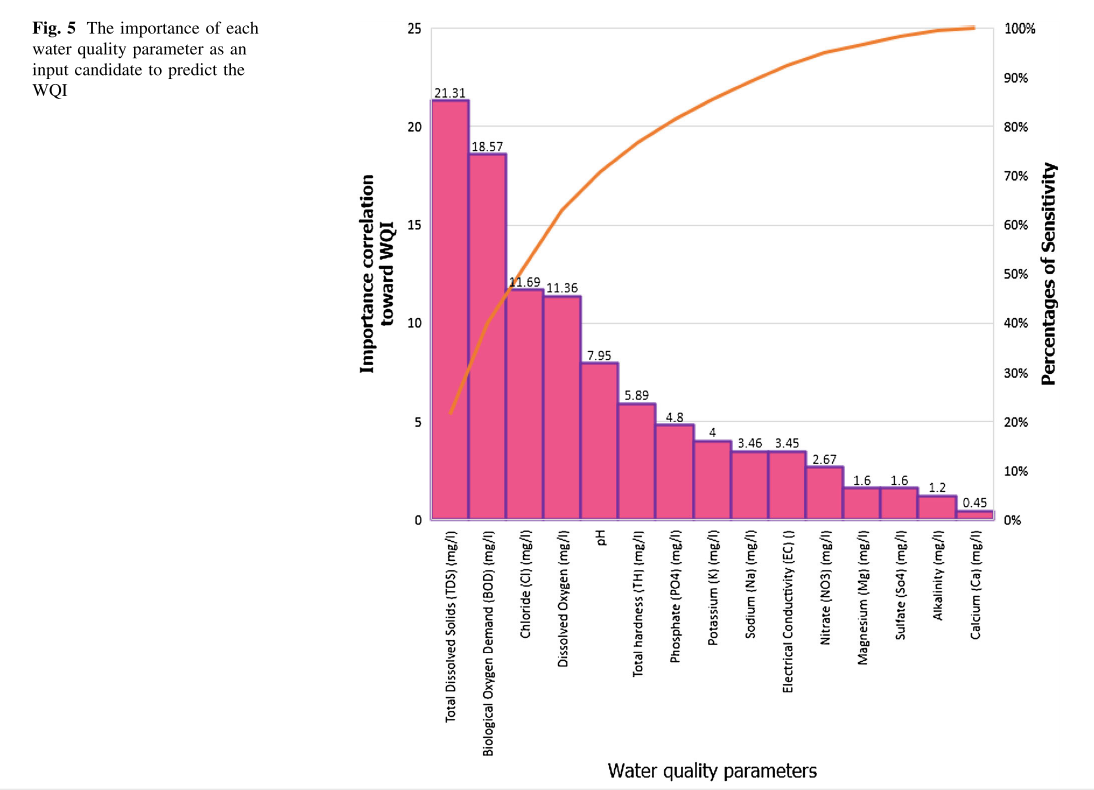 Fig. 5 The importance of each
water quality parameter as an
input candidate to predict the
WQI
Importance correlation
toward WQI
25
20
15
10
5
0
21.31
18.57
11.69
11.36
7.95
5.89
4.8
4
3.46
3.45
2.67
1.6
1.6
1.2
0.45
100%
90%
80%
70%
60%
50%
40%
30%
20%
10%
0%
Percentages of Sensitivity
Total Dissolved Solids (TDS) (mg/l)
Biological Oxygen Demand (BOD) (mg/l)
Chloride (Cl) (mg/l)
Dissolved Oxygen (mg/l)
pH
Total hardness (TH) (mg/l)
Phosphate (PO4) (mg/l)
Potassium (K) (mg/l)
Sodium (Na) (mg/l)
Electrical Conductivity (EC) ()
Nitrate (NO3) (mg/l)
Magnesium (Mg) (mg/l)
Sulfate (So4) (mg/l)
Alkalinity (mg/l)
Calcium (Ca) (mg/l)
Water quality parameters